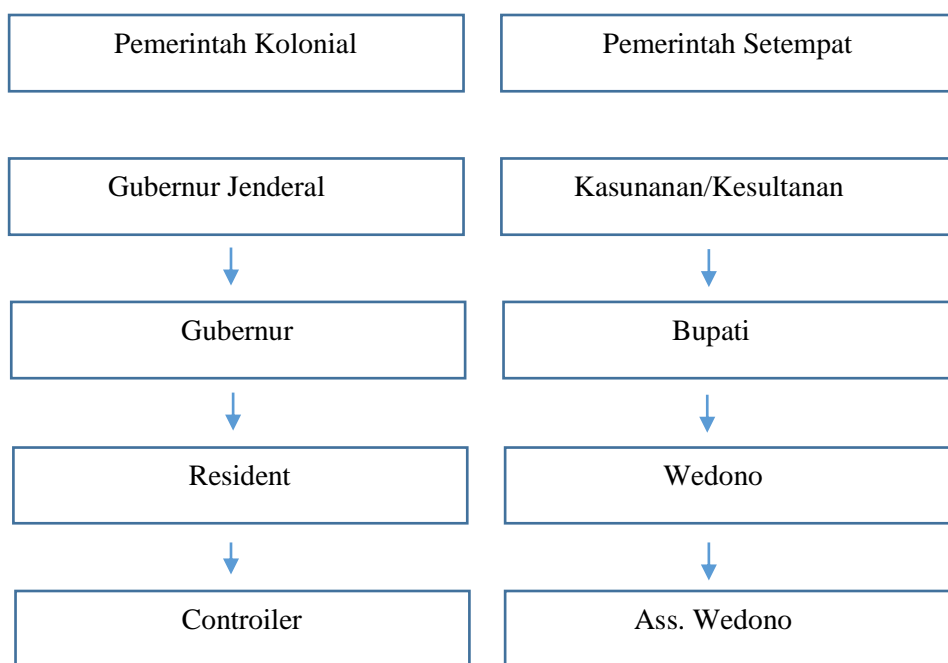 Pemerintah Kolonial
Pemerintah Setempat
Gubernur Jenderal
Kasunanan/Kesultanan
Gubernur
Bupati
Resident
Wedono
Controiler
Ass. Wedono